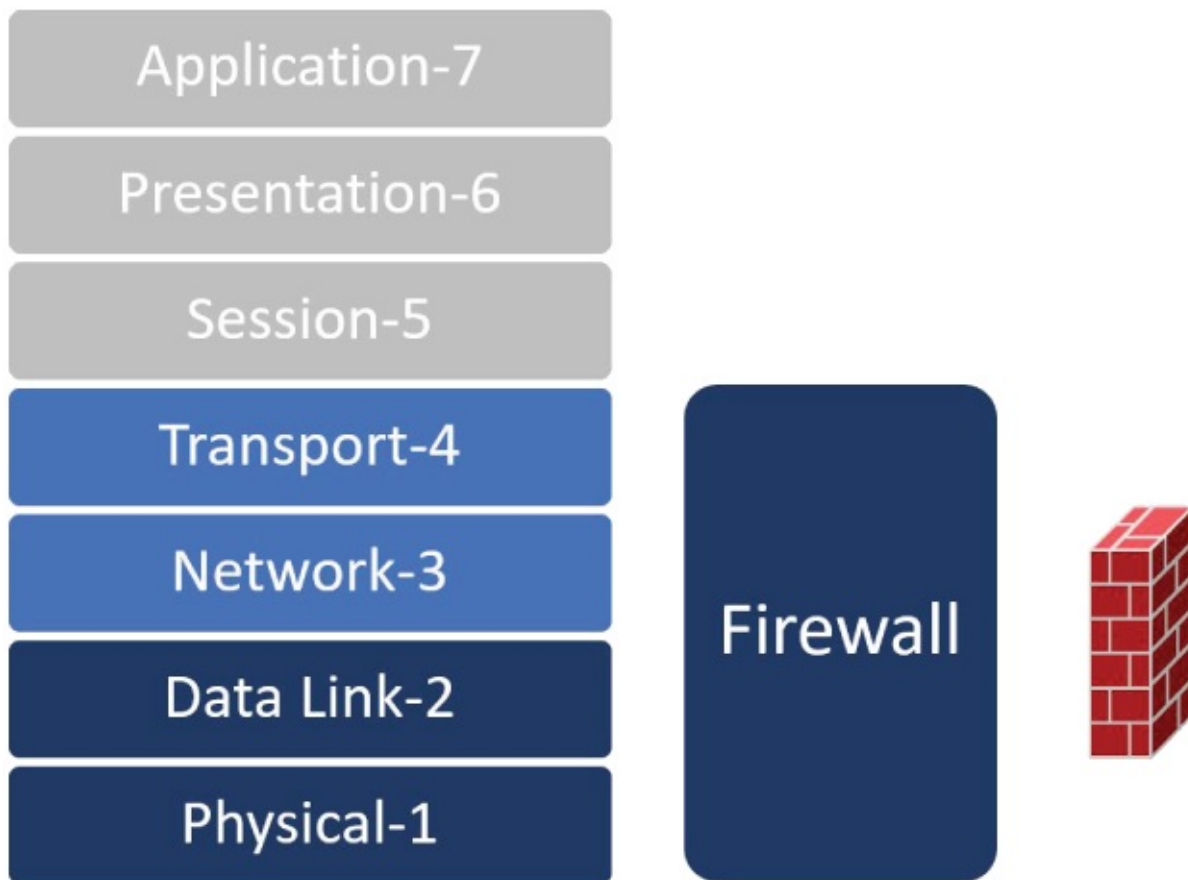 Application-7
Presentation-6
Session-5
Transport-4
Network-3
Data Link-2
Physical-1
Firewall